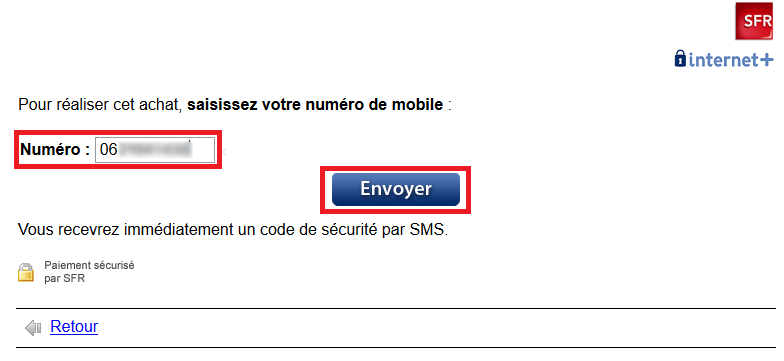 SFR
internet+
Pour réaliser cet achat, saisissez votre numéro de mobile :
Numéro : 06
Envoyer
Vous recevrez immédiatement un code de sécurité par SMS.
Paiement sécurisé
par SFR
Retour